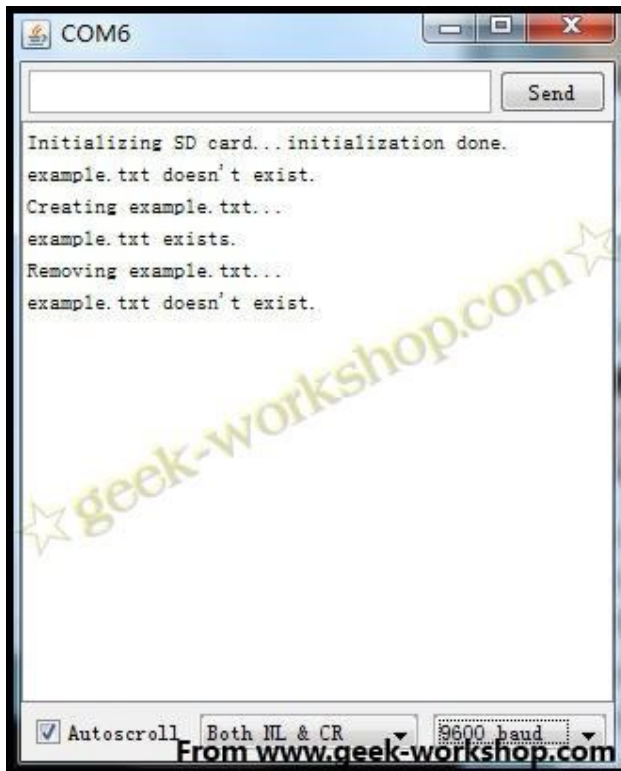 COM6
Send
Initializing SD card...initialization done.
example.txt doesn't exist.
Creating example.txt...
example.txt exists.
Removing example.txt...
example.txt doesn't exist.
geek-workshop.com
Autoscroll
Both NL & CR
9600 baud
From www.geek-workshop.com